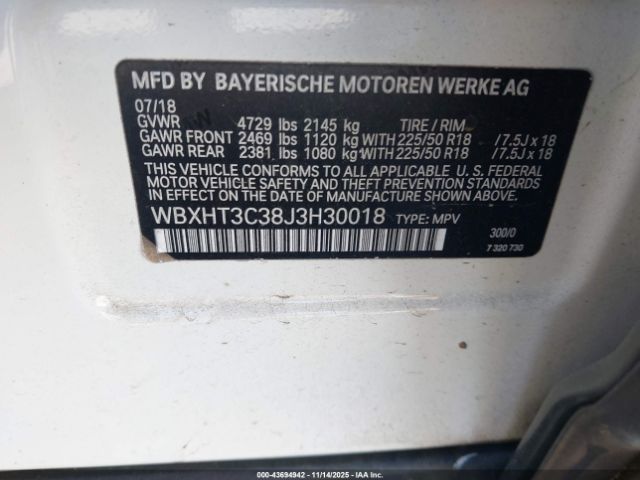 MFD BY BAYERISCHE MOTOREN WERKE AG
07/18
GVWR 4729 lbs 2145 kg TIRE / RIM
GAWR FRONT 2469 lbs 1120 kg WITH 225/50 R18 /7.5J x 18
GAWR REAR 2381 lbs 1080 kg WITH 225/50 R18 /7.5J x 18
THIS VEHICLE CONFORMS TO ALL APPLICABLE U. S. FEDERAL
MOTOR VEHICLE SAFETY AND THEFT PREVENTION STANDARDS
IN EFFECT ON THE DATE OF MANUFACTURE SHOWN ABOVE.
WBXHT3C38J3H30018 TYPE: MPV
300/0
7 320 730
000-43694942 - 11/14/2025 - IAA Inc.